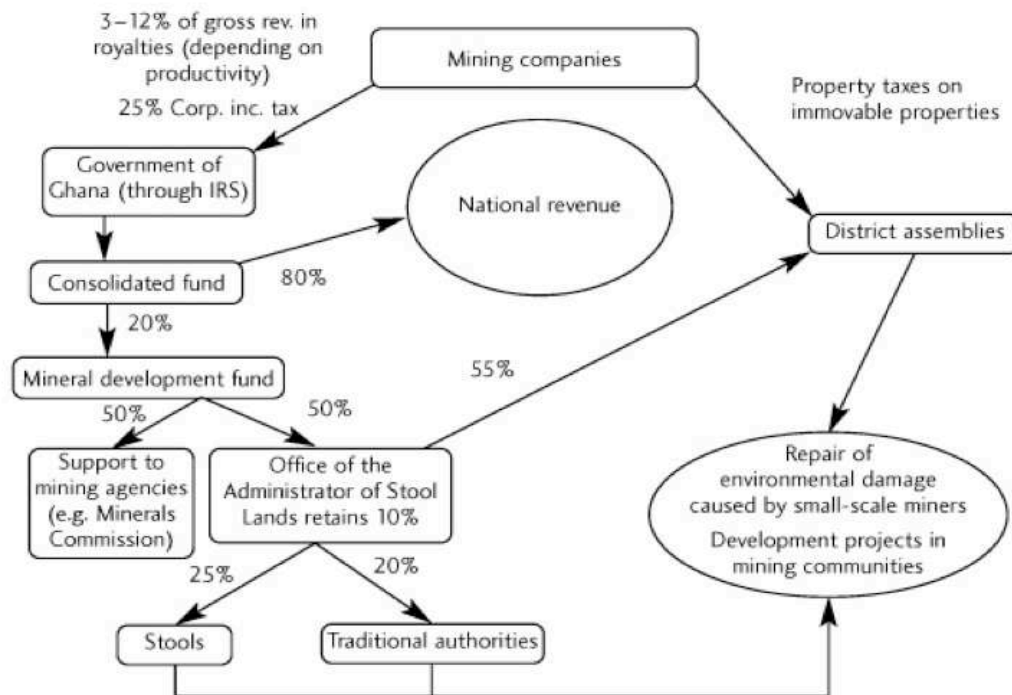 3–12% of gross rev. in
royalties (depending on
productivity)
25% Corp. inc. tax
Mining companies
Property taxes on
immovable properties
Government of
Ghana (through IRS)
National revenue
District assemblies
Consolidated fund
80%
20%
Mineral development fund
55%
50%
50%
Support to
mining agencies
(e.g. Minerals
Commission)
Office of the
Administrator of Stool
Lands retains 10%
Repair of
environmental damage
caused by small-scale miners
Development projects in
mining communities
25%
20%
Stools
Traditional authorities